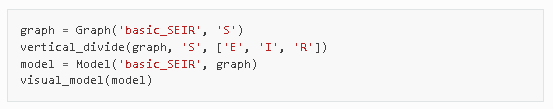 graph = Graph('basic_SEIR', 'S')
vertical_divide(graph, 'S', ['E', 'I', 'R'])
model = Model('basic_SEIR', graph)
visual_model(model)